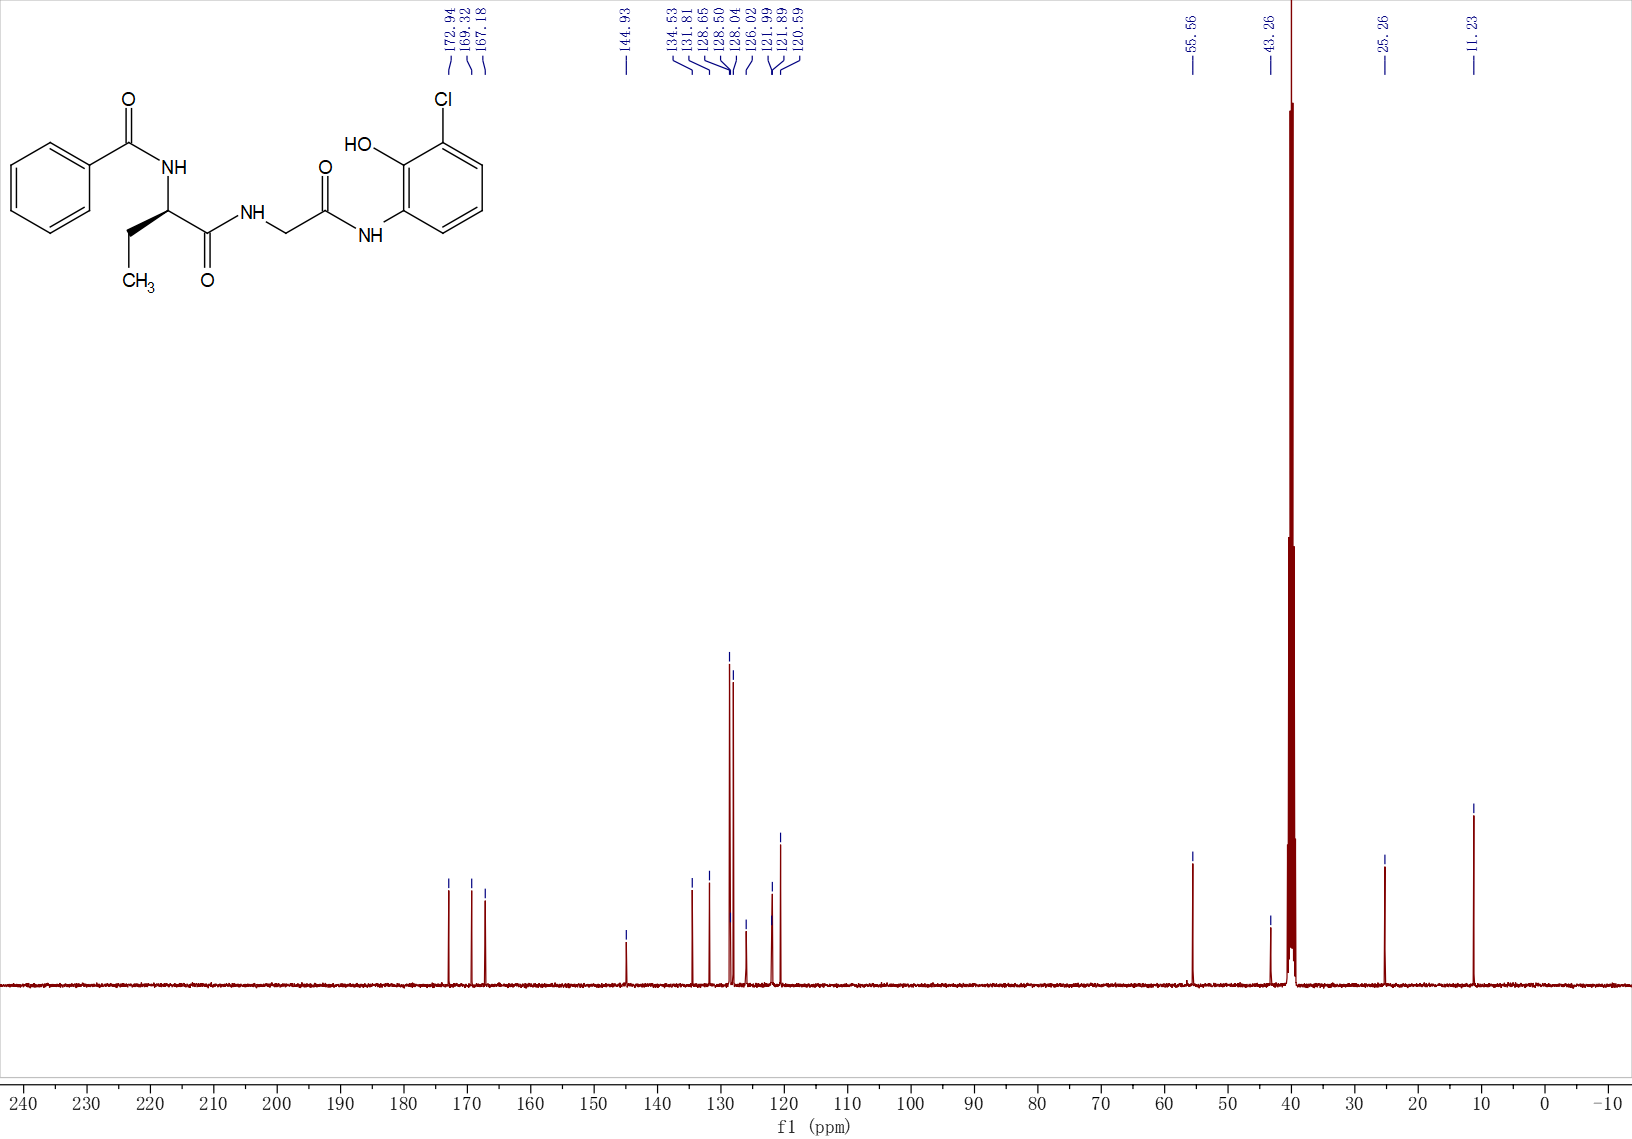 172.94
169.32
167.18
144.93
134.53
131.81
128.65
128.50
128.04
126.02
121.99
121.89
120.59
55.56
43.26
25.26
11.23
O
Cl
HO
NH
O
NH
NH
CH3
O
240 230 220 210 200 190 180 170 160 150 140 130 120 110 100 90 80 70 60 50 40 30 20 10 0 -10
f1 (ppm)